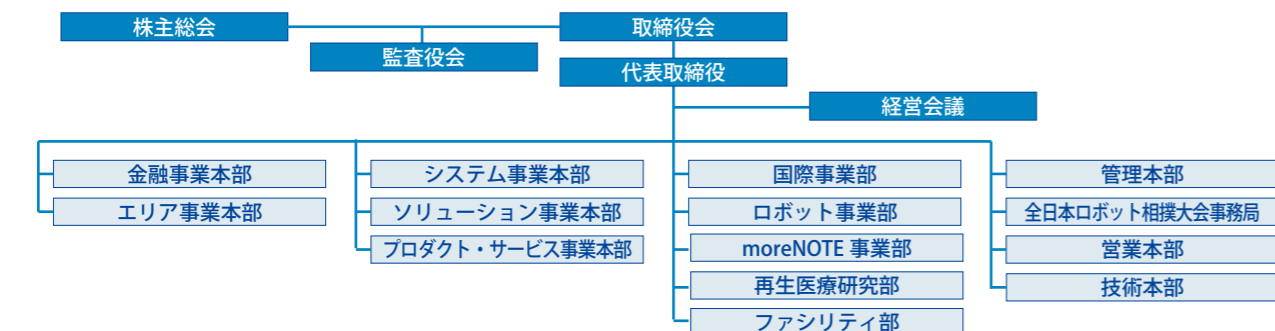 株主総会
取締役会
監査役会
代表取締役
経営会議
金融事業本部
エリア事業本部
システム事業本部
ソリューション事業本部
プロダクト・サービス事業本部
国際事業部
ロボット事業部
moreNOTE 事業部
再生医療研究部
ファシリティ部
管理本部
全日本ロボット相撲大会事務局
営業本部
技術本部